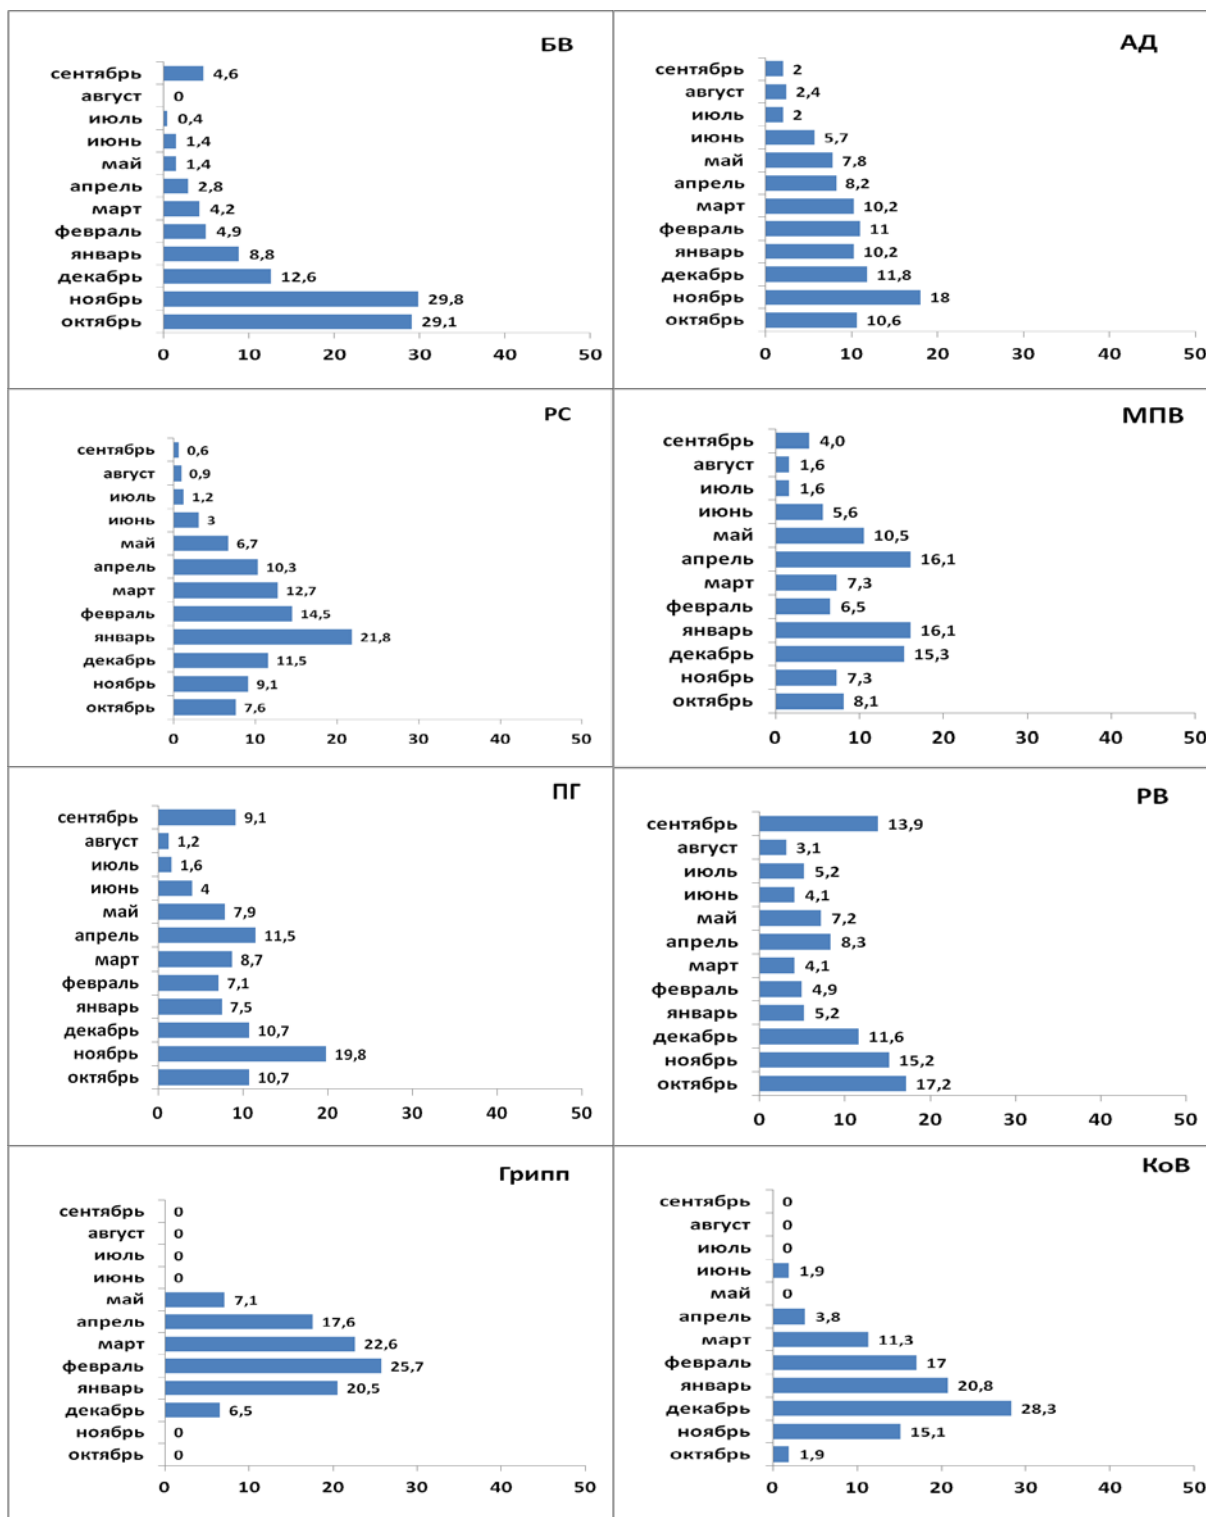 БВ
сентябрь 4,6
август 0
июль 0,4
июнь 1,4
май 1,4
апрель 2,8
март 4,2
февраль 4,9
январь 8,8
декабрь 12,6
ноябрь 29,8
октябрь 29,1
0 10 20 30 40 50
АД
сентябрь 2
август 2,4
июль 2
июнь 5,7
май 7,8
апрель 8,2
март 10,2
февраль 11
январь 10,2
декабрь 11,8
ноябрь 18
октябрь 10,6
0 10 20 30 40 50
РС
сентябрь 0,6
август 0,9
июль 1,2
июнь 3
май 6,7
апрель 10,3
март 12,7
февраль 14,5
январь 21,8
декабрь 11,5
ноябрь 9,1
октябрь 7,6
0 10 20 30 40 50
МПВ
сентябрь 4,0
август 1,6
июль 1,6
июнь 5,6
май 10,5
апрель 16,1
март 7,3
февраль 6,5
январь 16,1
декабрь 15,3
ноябрь 7,3
октябрь 8,1
0 10 20 30 40 50
ПГ
сентябрь 9,1
август 1,2
июль 1,6
июнь 4
май 7,9
апрель 11,5
март 8,7
февраль 7,1
январь 7,5
декабрь 10,7
ноябрь 19,8
октябрь 10,7
0 10 20 30 40 50
РВ
сентябрь 13,9
август 3,1
июль 5,2
июнь 4,1
май 7,2
апрель 8,3
март 4,1
февраль 4,9
январь 5,2
декабрь 11,6
ноябрь 15,2
октябрь 17,2
0 10 20 30 40 50
Грипп
сентябрь 0
август 0
июль 0
июнь 0
май 7,1
апрель 17,6
март 22,6
февраль 25,7
январь 20,5
декабрь 6,5
ноябрь 0
октябрь 0
0 10 20 30 40 50
КоВ
сентябрь 0
август 0
июль 0
июнь 1,9
май 0
апрель 3,8
март 11,3
февраль 17
январь 20,8
декабрь 28,3
ноябрь 15,1
октябрь 1,9
0 10 20 30 40 50